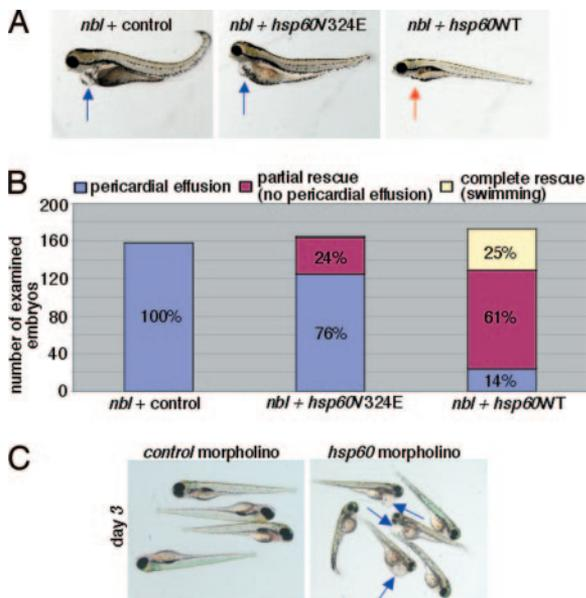 A
nbl + control
nbl + hsp60V324E
nbl + hsp60WT
B
pericardial effusion
partial rescue
(no pericardial effusion)
complete rescue
(swimming)
number of examined
embryos
200
160
120
80
40
0
100%
24%
76%
25%
61%
14%
nbl + control
nbl + hsp60V324E
nbl + hsp60WT
C
control morpholino
hsp60 morpholino
day 3